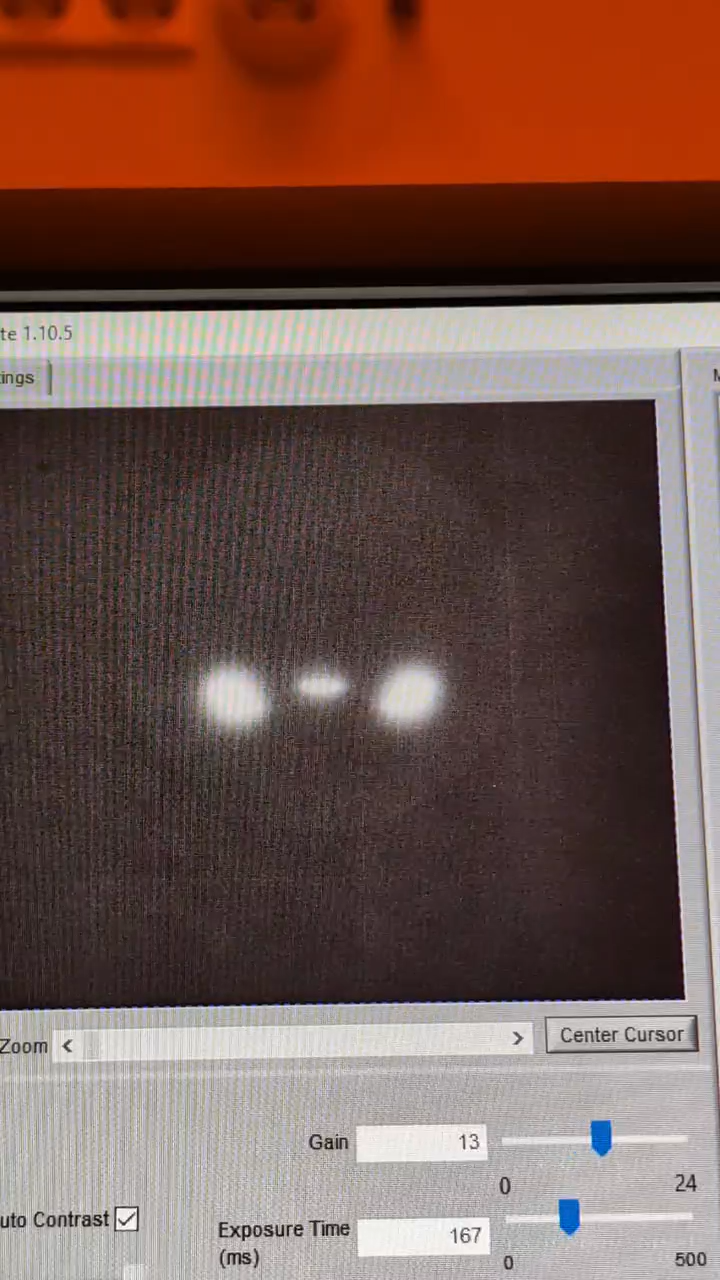 te 1.10.5
ings
M
Zoom < > Center Cursor
Gain 13
0 24
uto Contrast Exposure Time (ms) 167
0 500